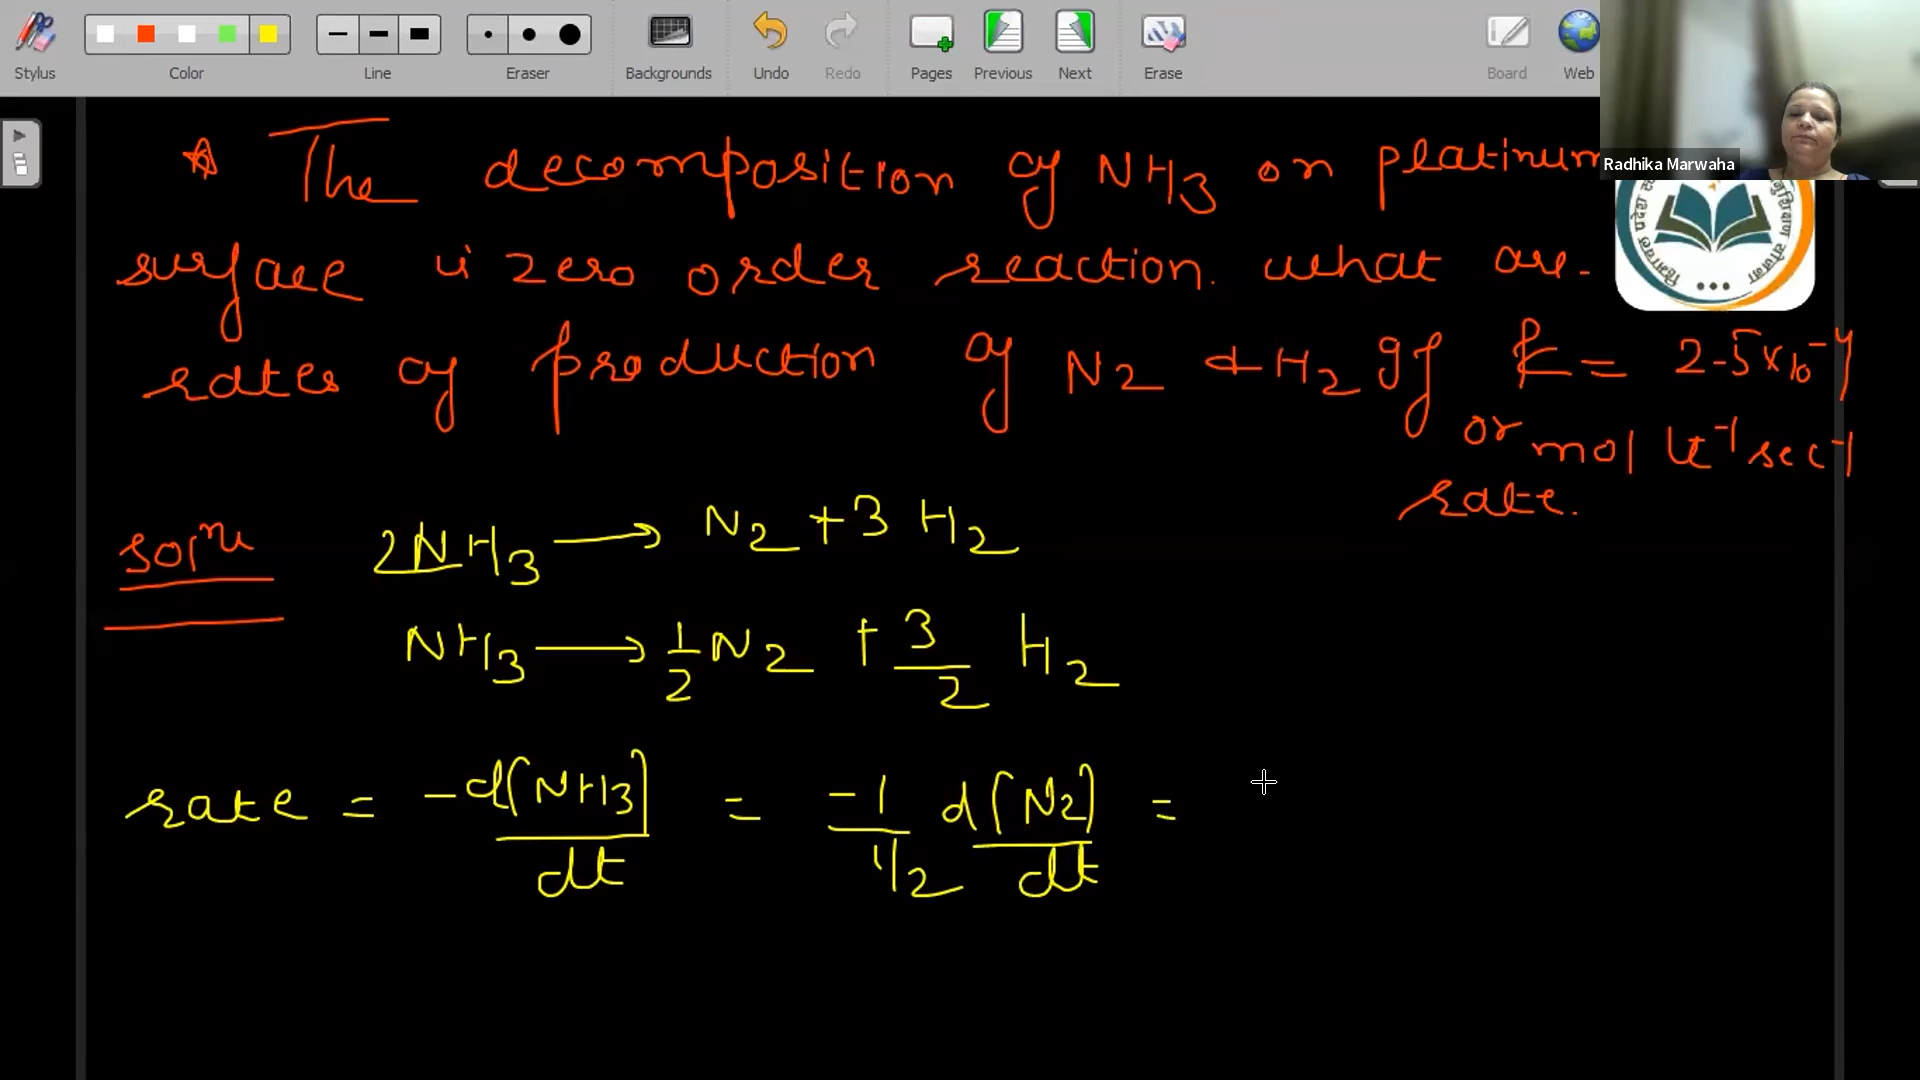 Stylus Color Line Eraser Backgrounds Undo Redo Pages Previous Next Erase Board Web
Radhika Marwaha
The decomposition of NH3 on platinum
surface is zero order reaction. what are
rates of production of N2 & H2 if k = 2.5×10⁻⁴
or mol lit⁻¹ sec⁻¹
rate.
solⁿ
2NH3 → N2 + 3H2
NH3 → 1/2 N2 + 3/2 H2
rate = -d[NH3]/dt = -1/1/2 d[N2]/dt =